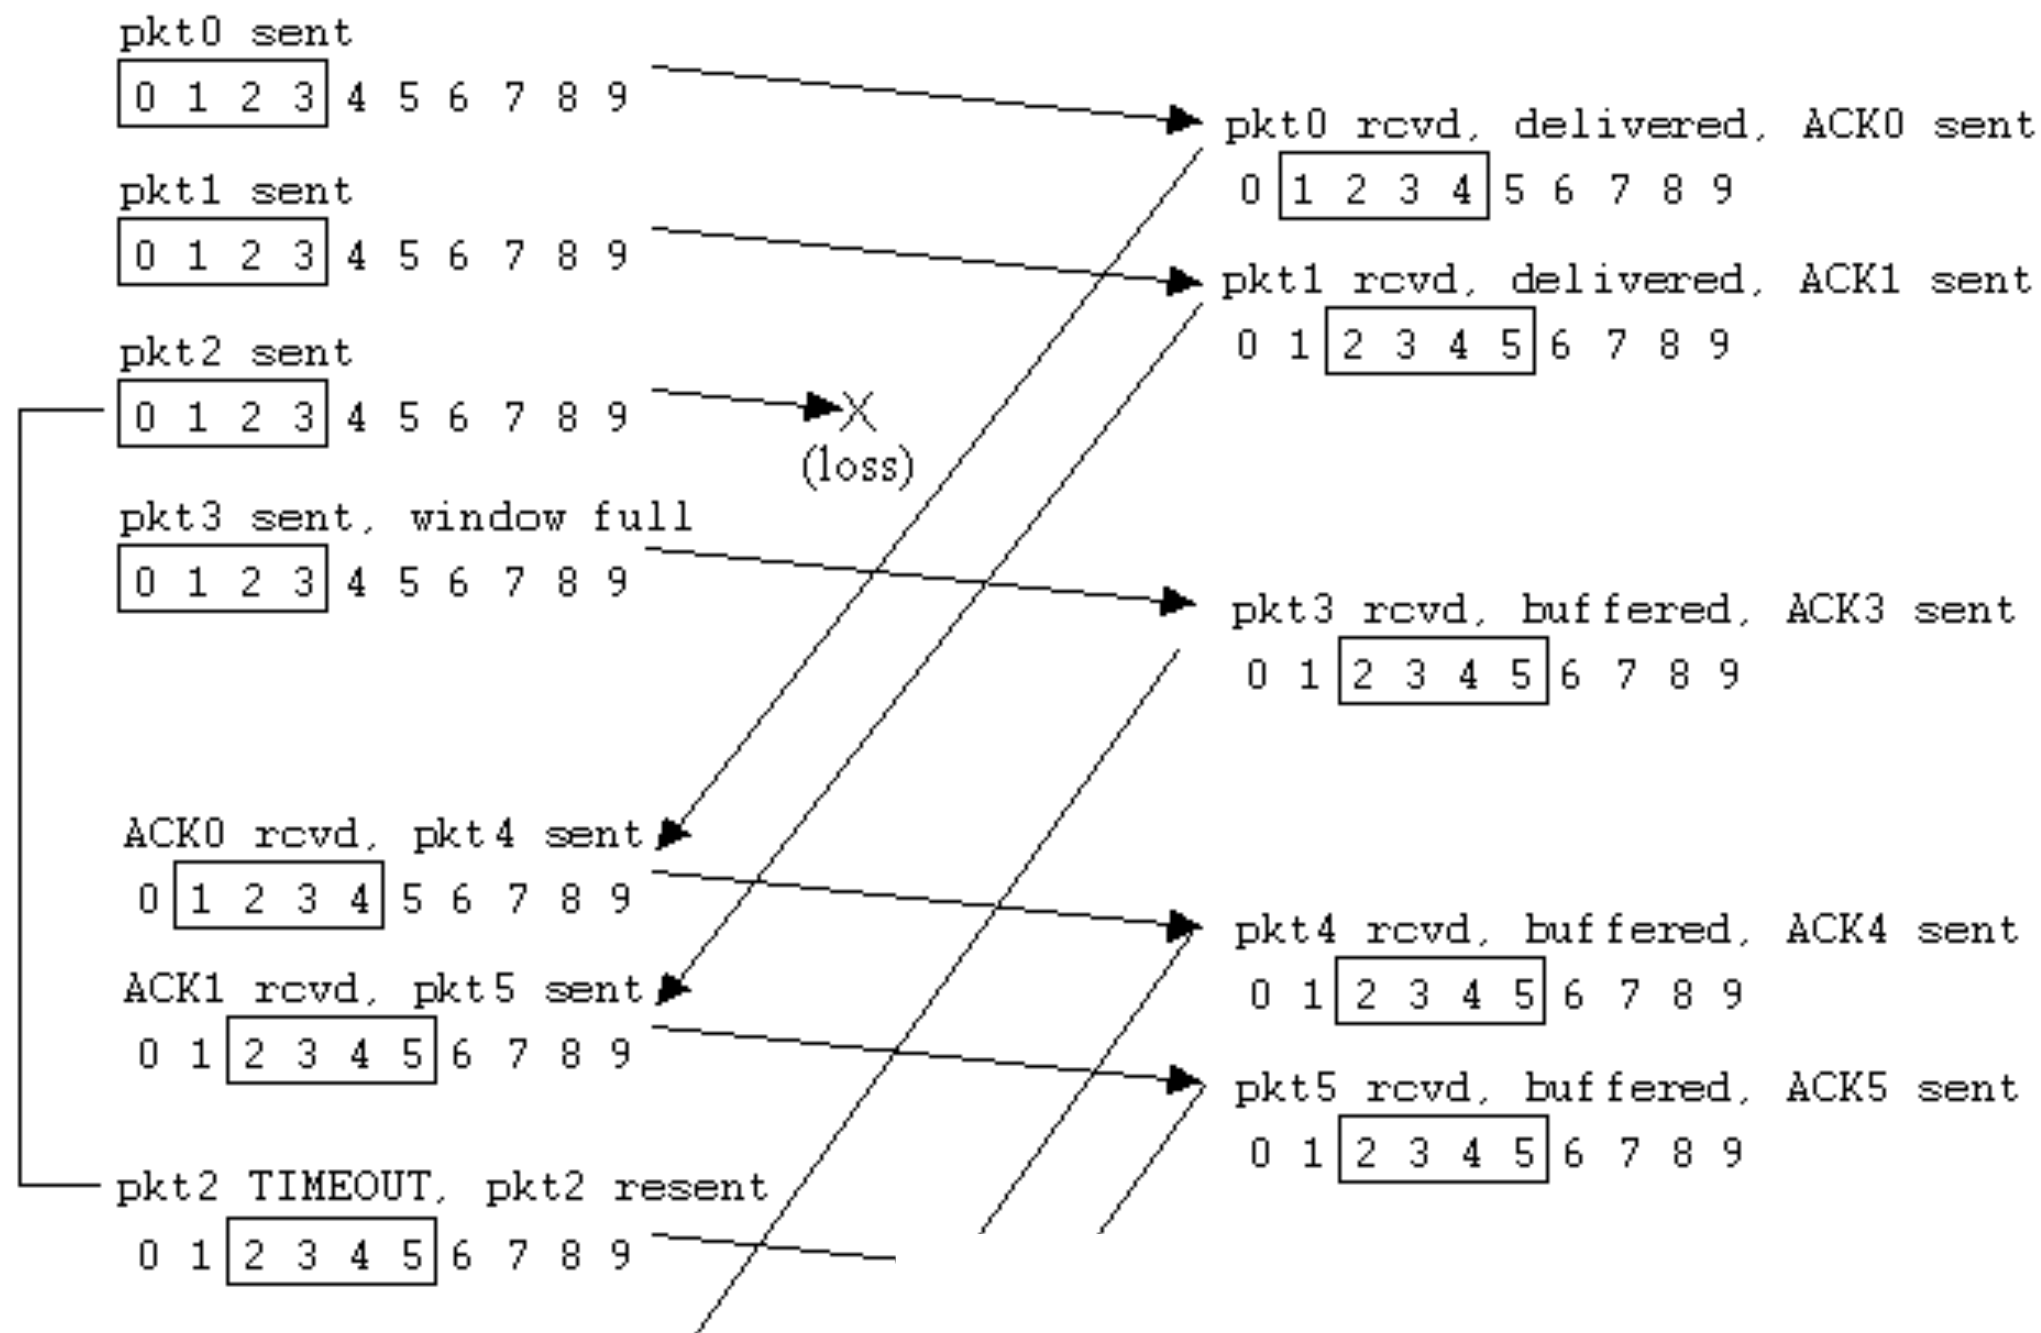 pkt0 sent
0 1 2 3 4 5 6 7 8 9
pkt1 sent
0 1 2 3 4 5 6 7 8 9
pkt2 sent
0 1 2 3 4 5 6 7 8 9
(loss)
pkt3 sent, window full
0 1 2 3 4 5 6 7 8 9
ACK0 rcvd, pkt4 sent
0 1 2 3 4 5 6 7 8 9
ACK1 rcvd, pkt5 sent
0 1 2 3 4 5 6 7 8 9
pkt2 TIMEOUT, pkt2 resent
0 1 2 3 4 5 6 7 8 9
pkt0 rcvd, delivered, ACK0 sent
0 1 2 3 4 5 6 7 8 9
pkt1 rcvd, delivered, ACK1 sent
0 1 2 3 4 5 6 7 8 9
pkt3 rcvd, buffered, ACK3 sent
0 1 2 3 4 5 6 7 8 9
pkt4 rcvd, buffered, ACK4 sent
0 1 2 3 4 5 6 7 8 9
pkt5 rcvd, buffered, ACK5 sent
0 1 2 3 4 5 6 7 8 9